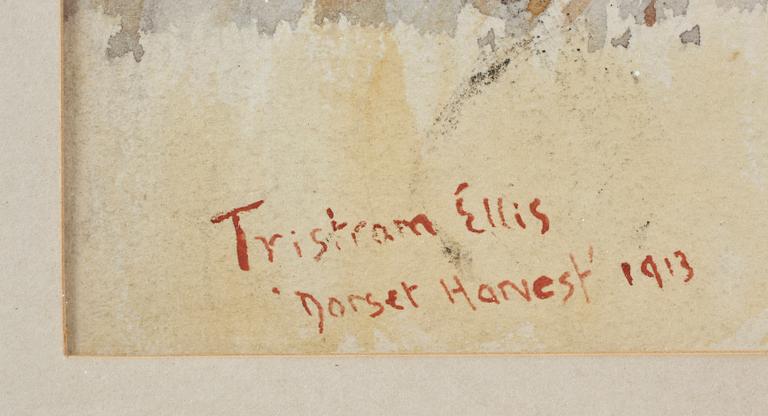 Tristram Ellis
'Dorset Harvest' 1913